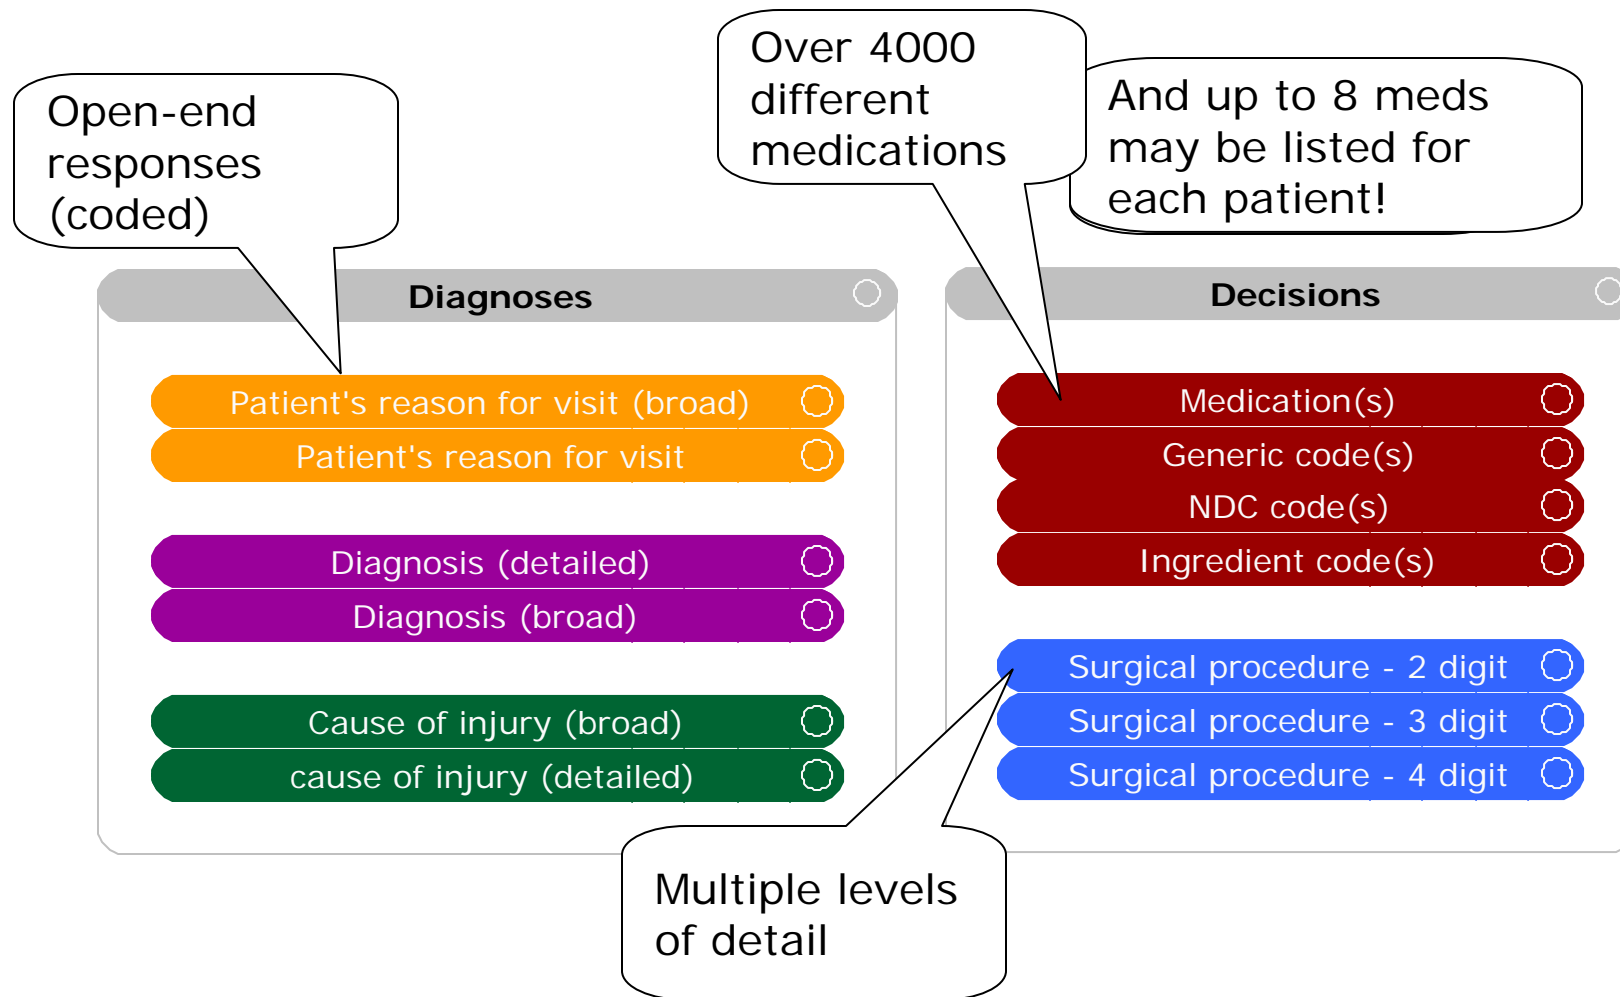 Over 4000
different
medications
And up to 8 meds
may be listed for
each patient!
Open-end
responses
(coded)
Diagnoses
Patient's reason for visit (broad)
Patient's reason for visit
Diagnosis (detailed)
Diagnosis (broad)
Cause of injury (broad)
cause of injury (detailed)
Decisions
Medication(s)
Generic code(s)
NDC code(s)
Ingredient code(s)
Surgical procedure - 2 digit
Surgical procedure - 3 digit
Surgical procedure - 4 digit
Multiple levels
of detail